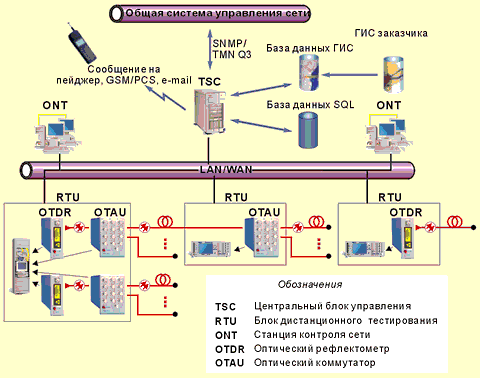 Общая система управления сети
ГИС заказчика
SNMP/
TMN Q3
База данных ГИС
Сообщение на
пейджер, GSM/PCS, e-mail
TSC
База данных SQL
ONT
ONT
LAN/WAN
RTU
RTU
RTU
OTDR
OTAU
OTAU
OTDR
Обозначения
TSC Центральный блок управления
RTU Блок дистанционного тестирования
ONT Станция контроля сети
OTDR Оптический рефлектометр
OTAU Оптический коммутатор